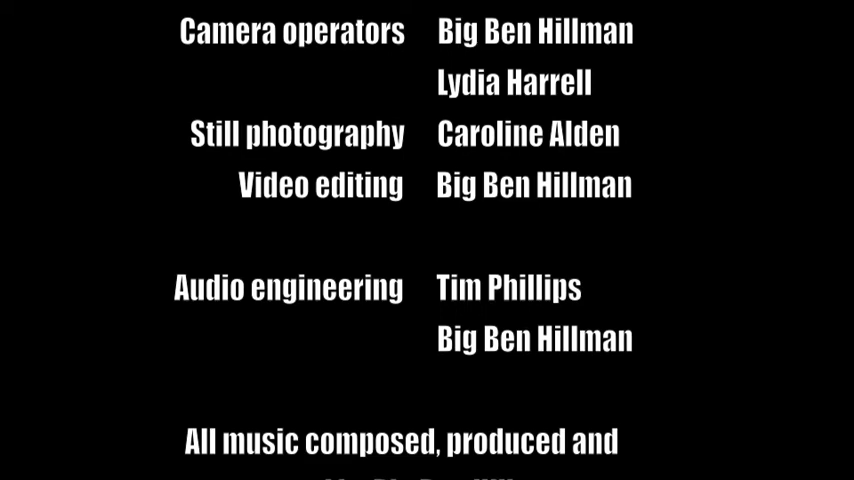 Camera operators Big Ben Hillman
Lydia Harrell
Still photography Caroline Alden
Video editing Big Ben Hillman
Audio engineering Tim Phillips
Big Ben Hillman
All music composed, produced and